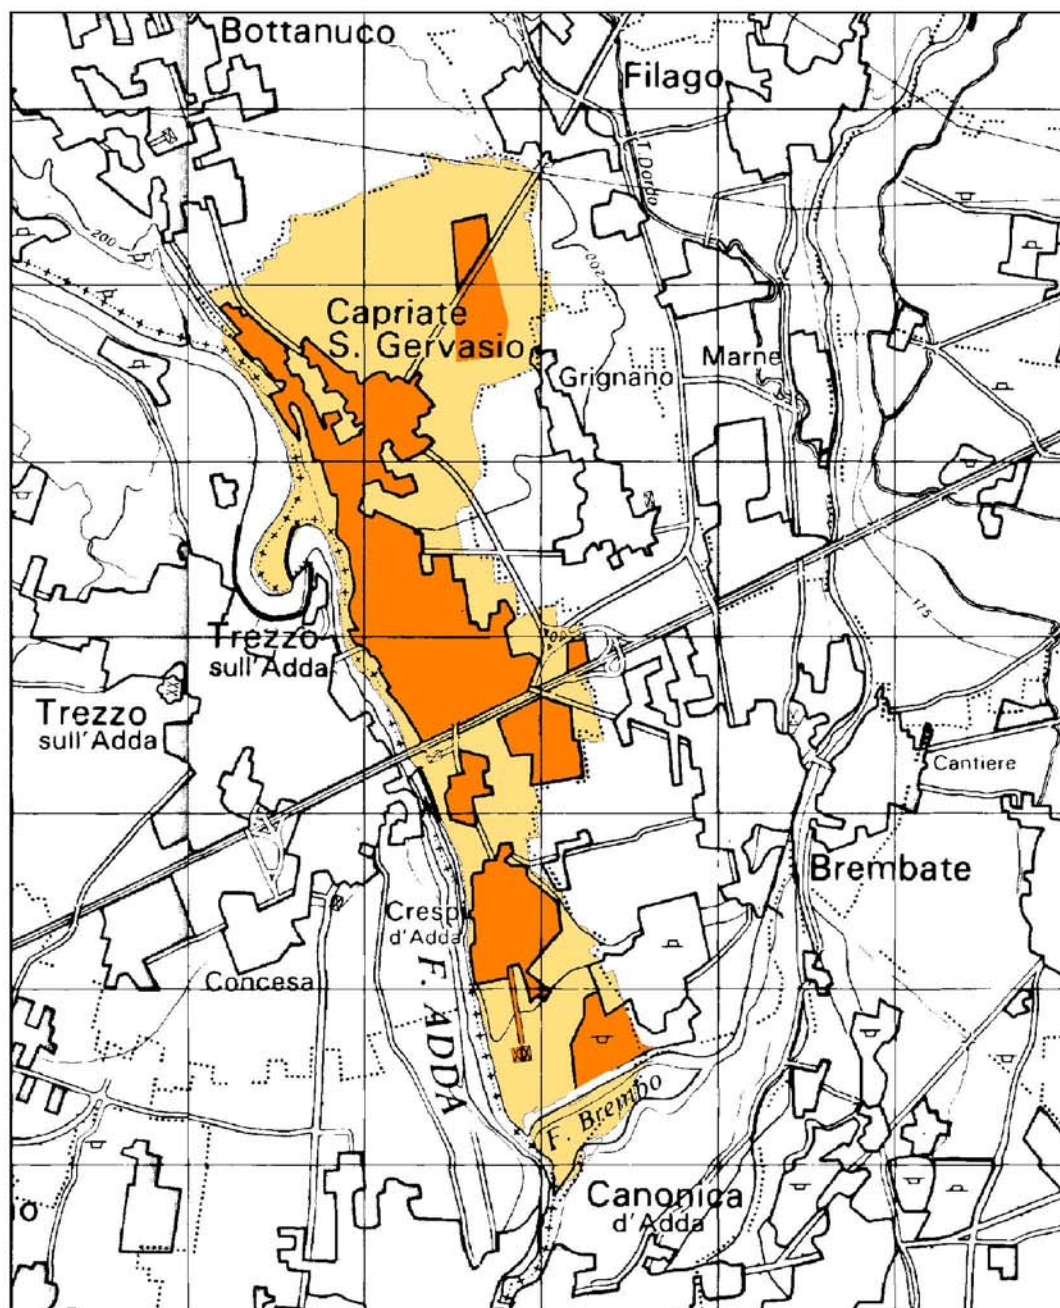 Bottanuco
Filago
T. Dordo
200
200
Capriate
S. Gervasio
Marne
Grignano
175
Trezzo
sull'Adda
Trezzo
sull'Adda
Cantiere
Brembate
Crespi
d'Adda
Concesa
F. ADDA
F. Brembo
Canonica
d'Adda